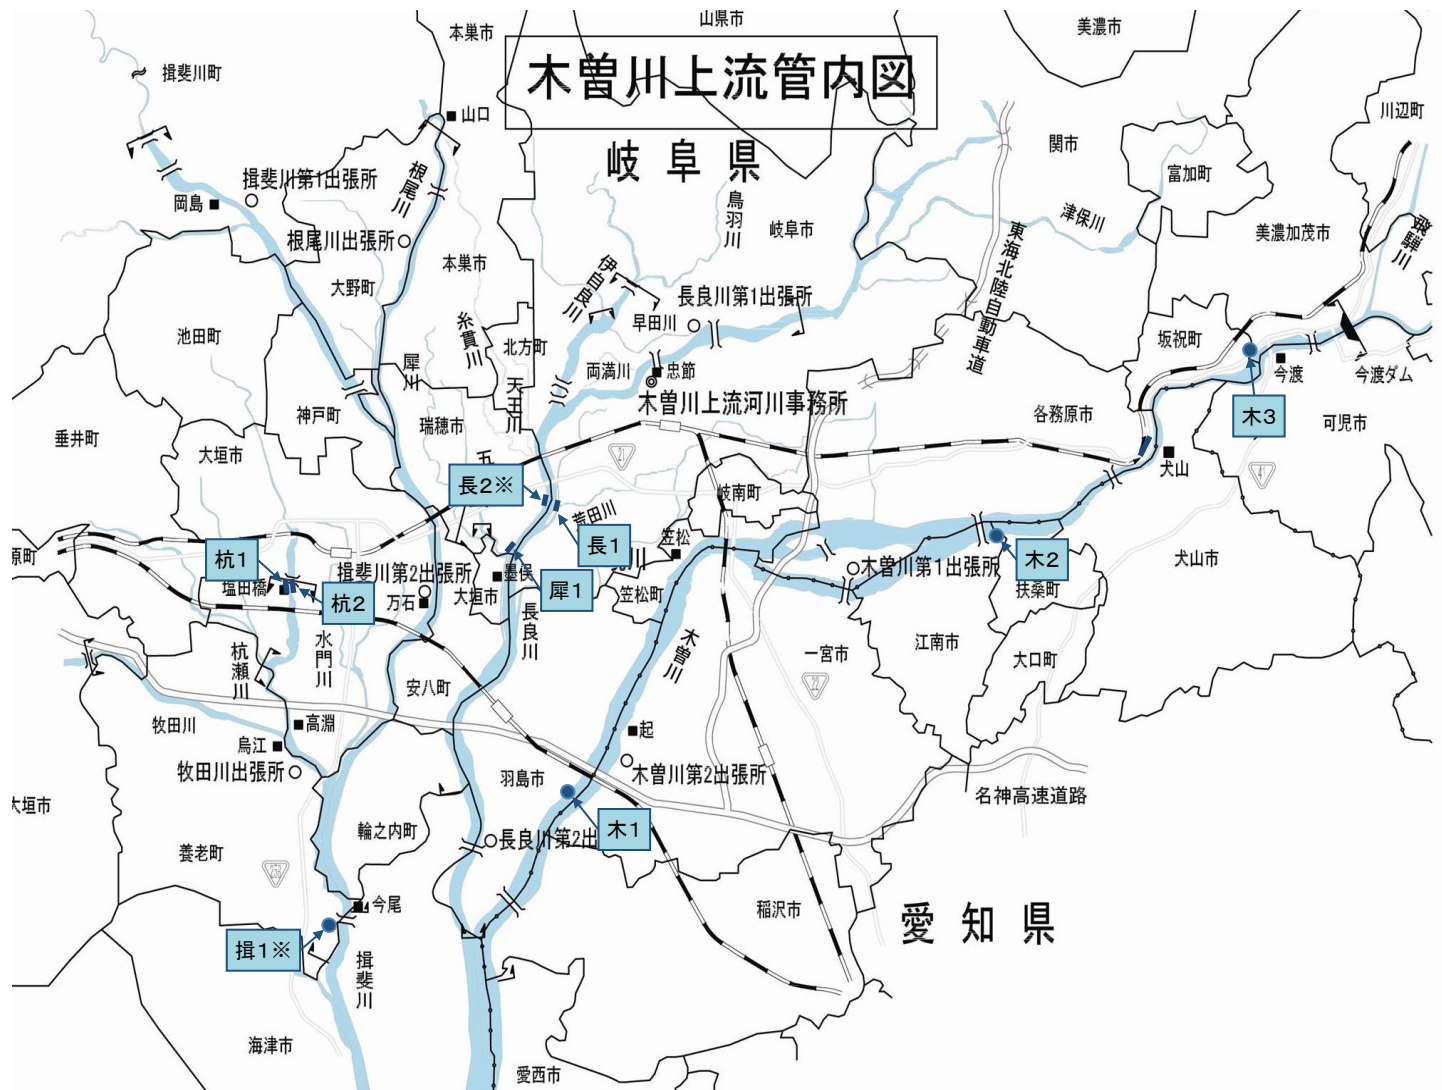 木曽川上流管内図
岐阜県
愛知県
山県市
美濃市
本巣市
揖斐川町
山口
川辺町
関市
富加町
根尾川
揖斐川第1出張所
岡島
鳥羽川
津保川
岐阜市
美濃加茂市
飛騨川
根尾川出張所
本巣市
大野町
伊自良川
東海北陸自動車道
長良川第1出張所
早田川
池田町
糸貫川
北方町
坂祝町
犀川
両満川
忠節
今渡
今渡ダム
天王川
木曽川上流河川事務所
木3
神戸町
瑞穂市
各務原市
可児市
垂井町
大垣市
21
五
犬山
41
長2※
岐南町
荒田川
長1
笠松
原町
杭1
揖斐川第2出張所
墨俣
木曽川第1出張所
木2
犬山市
塩田橋
杭2
万石
大垣市
犀1
笠松町
扶桑町
長良川
木曽川
水門川
杭瀬川
一宮市
江南市
大口町
安八町
22
牧田川
高淵
起
烏江
牧田川出張所
羽島市
木曽川第2出張所
名神高速道路
大垣市
輪之内町
長良川第2出
木1
養老町
258
今尾
稲沢市
揖1※
揖斐川
海津市
愛西市